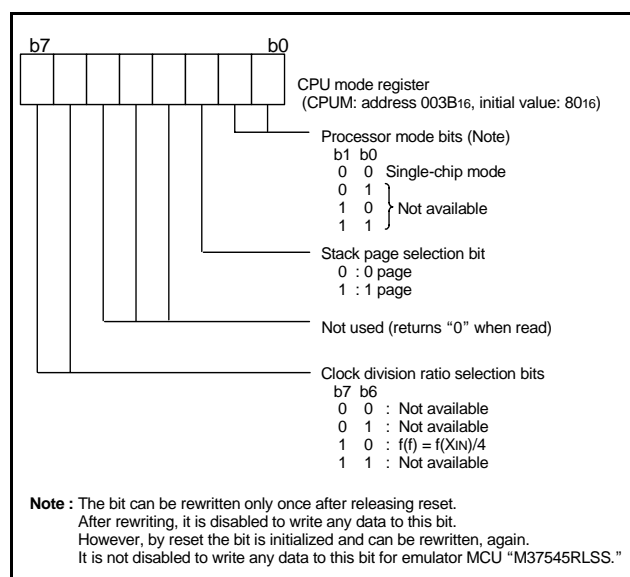 b7 b0
CPU mode register
(CPUM: address 003B16, initial value: 8016)
Processor mode bits (Note)
b1 b0
0 0 Single-chip mode
0 1
1 0 Not available
1 1
Stack page selection bit
0 : 0 page
1 : 1 page
Not used (returns “0” when read)
Clock division ratio selection bits
b7 b6
0 0 : Not available
0 1 : Not available
1 0 : f(f) = f(XIN)/4
1 1 : Not available
Note : The bit can be rewritten only once after releasing reset.
After rewriting, it is disabled to write any data to this bit.
However, by reset the bit is initialized and can be rewritten, again.
It is not disabled to write any data to this bit for emulator MCU “M37545RLSS.”